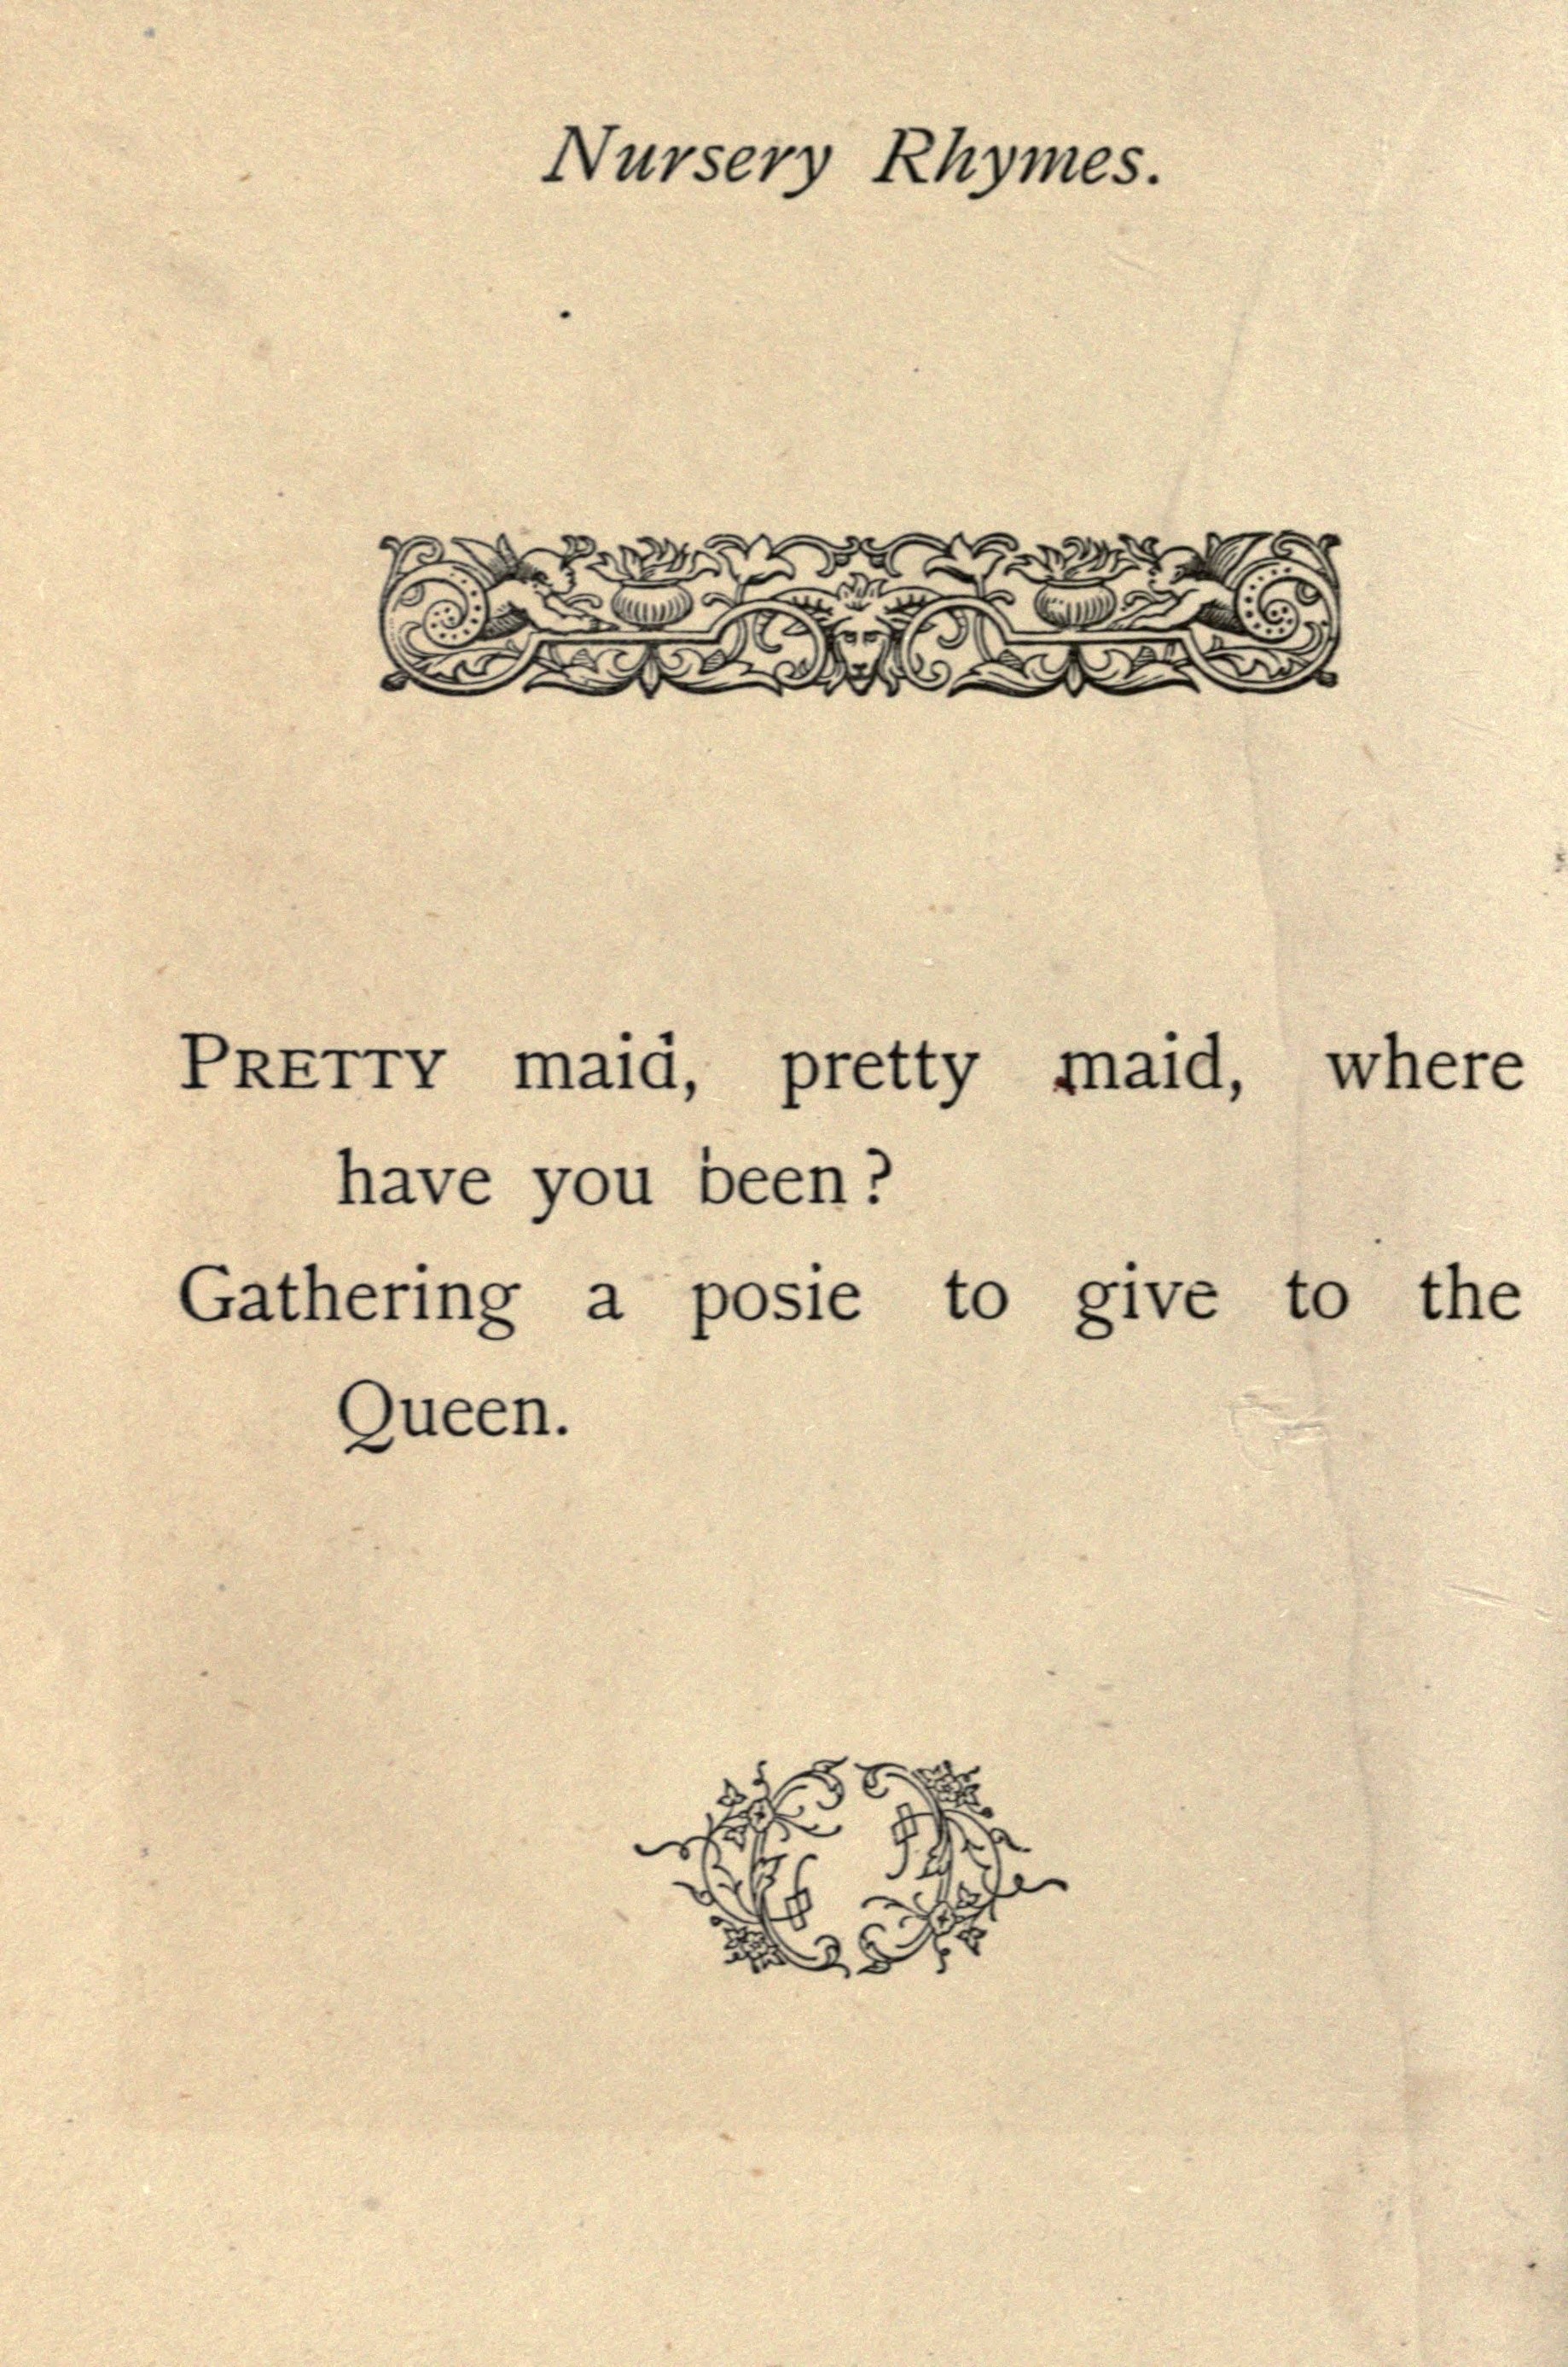 Nursery Rhymes.
PRETTY maid, pretty maid, where
have you been?
Gathering a posie to give to the
Queen.